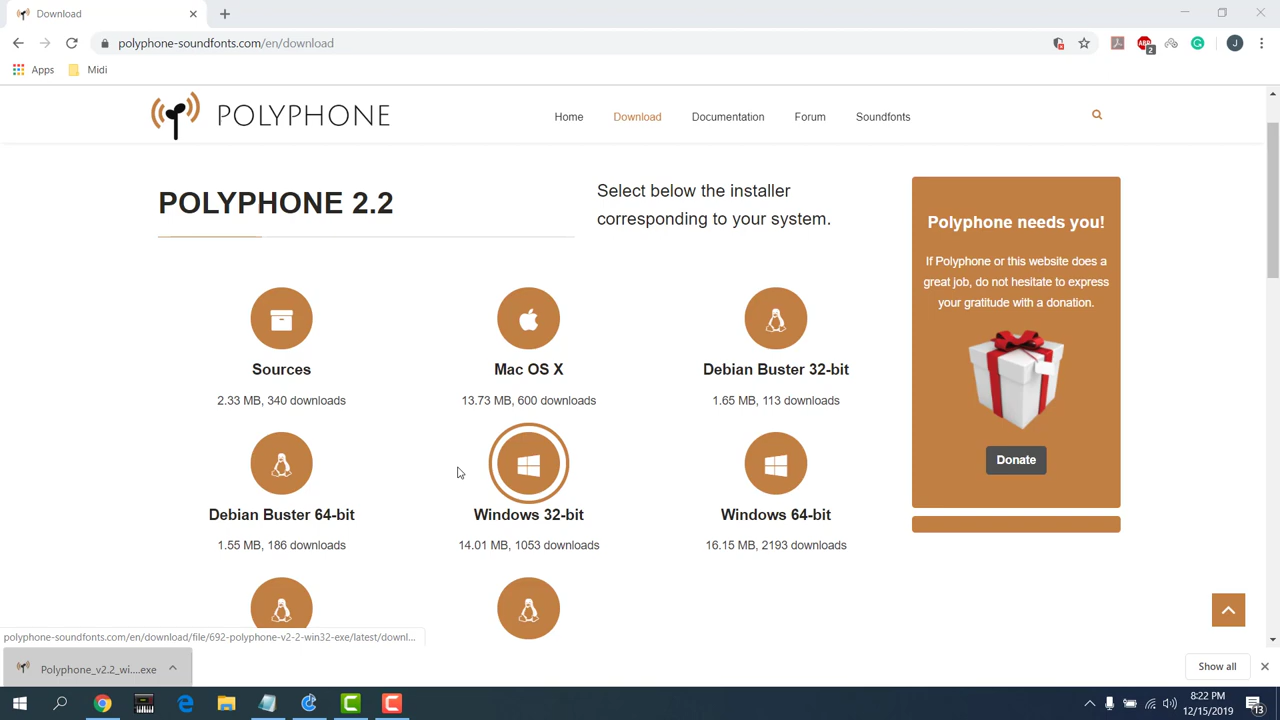 Download
polyphone-soundfonts.com/en/download
ABP
2
J
Apps
Midi
POLYPHONE
Home
Download
Documentation
Forum
Soundfonts
POLYPHONE 2.2
Select below the installer
corresponding to your system.
Polyphone needs you!
If Polyphone or this website does a
great job, do not hesitate to express
your gratitude with a donation.
Donate
Sources
2.33 MB, 340 downloads
Mac OS X
13.73 MB, 600 downloads
Debian Buster 32-bit
1.65 MB, 113 downloads
Debian Buster 64-bit
1.55 MB, 186 downloads
Windows 32-bit
14.01 MB, 1053 downloads
Windows 64-bit
16.15 MB, 2193 downloads
polyphone-soundfonts.com/en/download/file/692-polyphone-v2-2-win32-exe/latest/downl...
Polyphone_v2.2_wi....exe
Show all
8:22 PM
12/15/2019
13